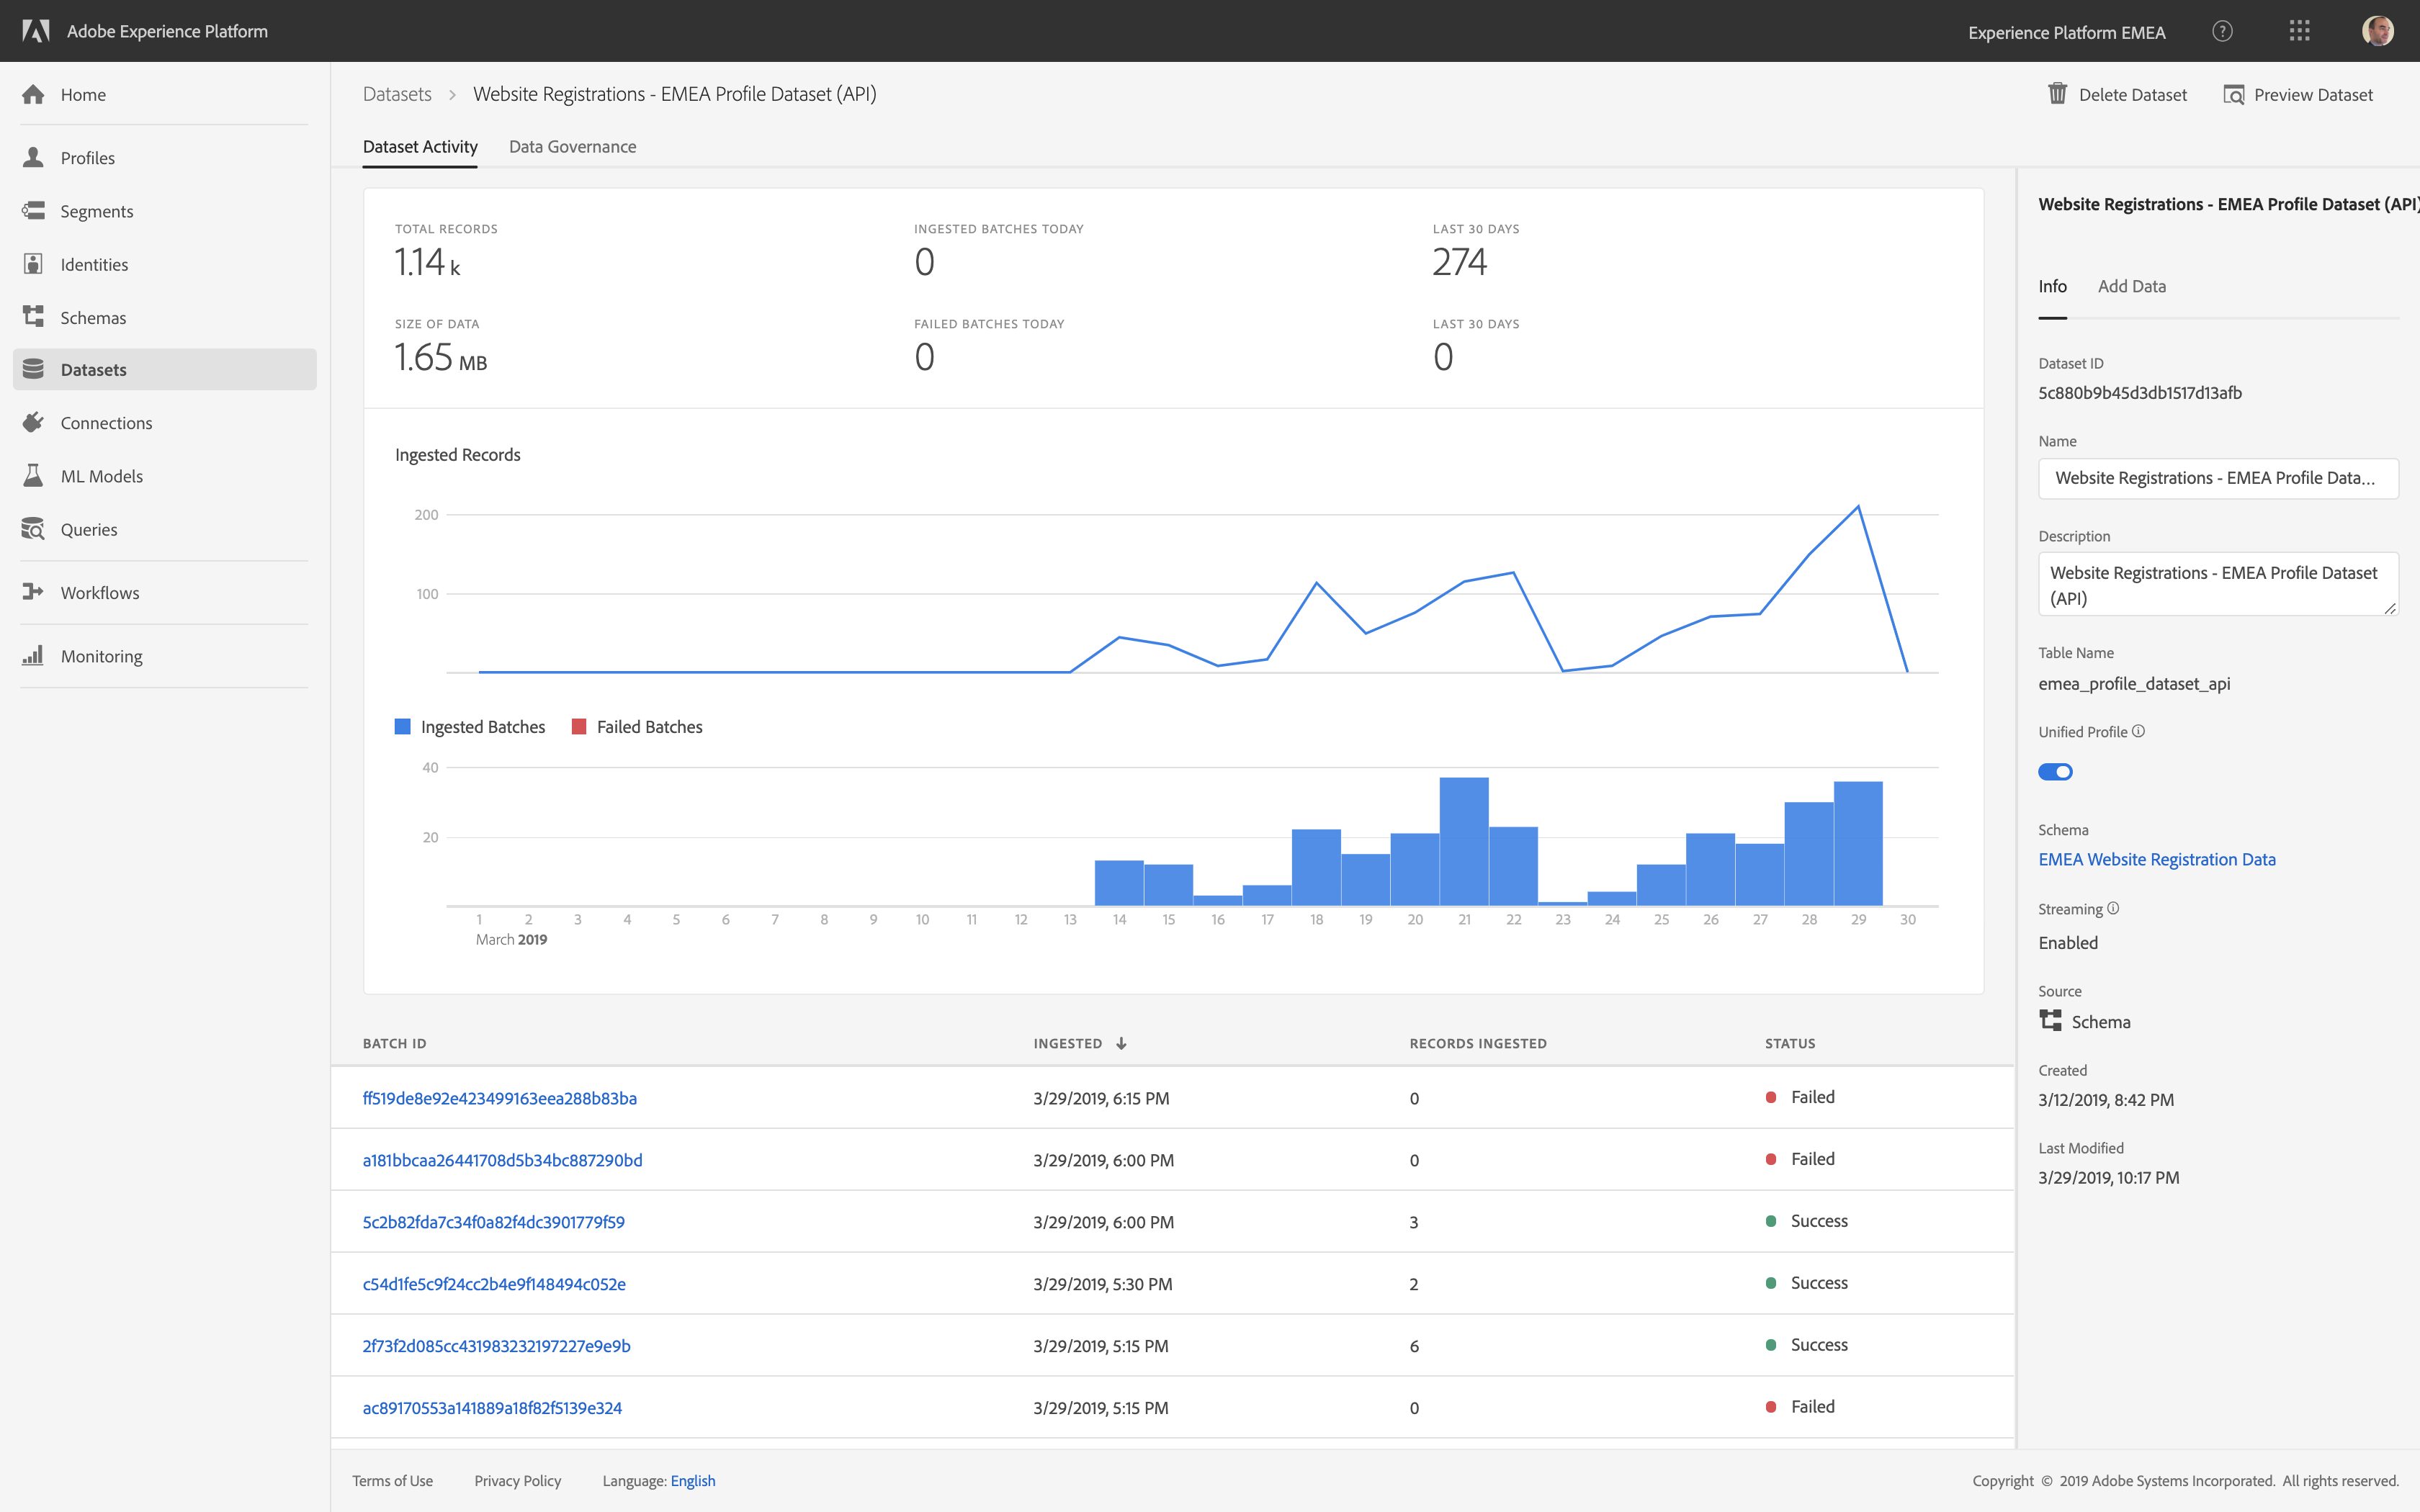 Adobe Experience Platform
Experience Platform EMEA
?
Home
Profiles
Segments
Identities
Schemas
Datasets
Connections
ML Models
Queries
Workflows
Monitoring
Datasets > Website Registrations - EMEA Profile Dataset (API)
Delete Dataset
Preview Dataset
Dataset Activity
Data Governance
TOTAL RECORDS
1.14 k
INGESTED BATCHES TODAY
0
LAST 30 DAYS
274
SIZE OF DATA
1.65 MB
FAILED BATCHES TODAY
0
LAST 30 DAYS
0
Ingested Records
200
100
Ingested Batches
Failed Batches
40
20
1 2 3 4 5 6 7 8 9 10 11 12 13 14 15 16 17 18 19 20 21 22 23 24 25 26 27 28 29 30
March 2019
BATCH ID INGESTED RECORDS INGESTED STATUS
ff519de8e92e423499163eea288b83ba 3/29/2019, 6:15 PM 0 Failed
a181bbcaa26441708d5b34bc887290bd 3/29/2019, 6:00 PM 0 Failed
5c2b82fda7c34f0a82f4dc3901779f59 3/29/2019, 6:00 PM 3 Success
c54d1fe5c9f24cc2b4e9f148494c052e 3/29/2019, 5:30 PM 2 Success
2f73f2d085cc431983232197227e9e9b 3/29/2019, 5:15 PM 6 Success
ac89170553a141889a18f82f5139e324 3/29/2019, 5:15 PM 0 Failed
Website Registrations - EMEA Profile Dataset (API)
Info
Add Data
Dataset ID
5c880b9b45d3db1517d13afb
Name
Website Registrations - EMEA Profile Data...
Description
Website Registrations - EMEA Profile Dataset
(API)
Table Name
emea_profile_dataset_api
Unified Profile
Schema
EMEA Website Registration Data
Streaming
Enabled
Source
Schema
Created
3/12/2019, 8:42 PM
Last Modified
3/29/2019, 10:17 PM
Terms of Use
Privacy Policy
Language: English
Copyright © 2019 Adobe Systems Incorporated. All rights reserved.